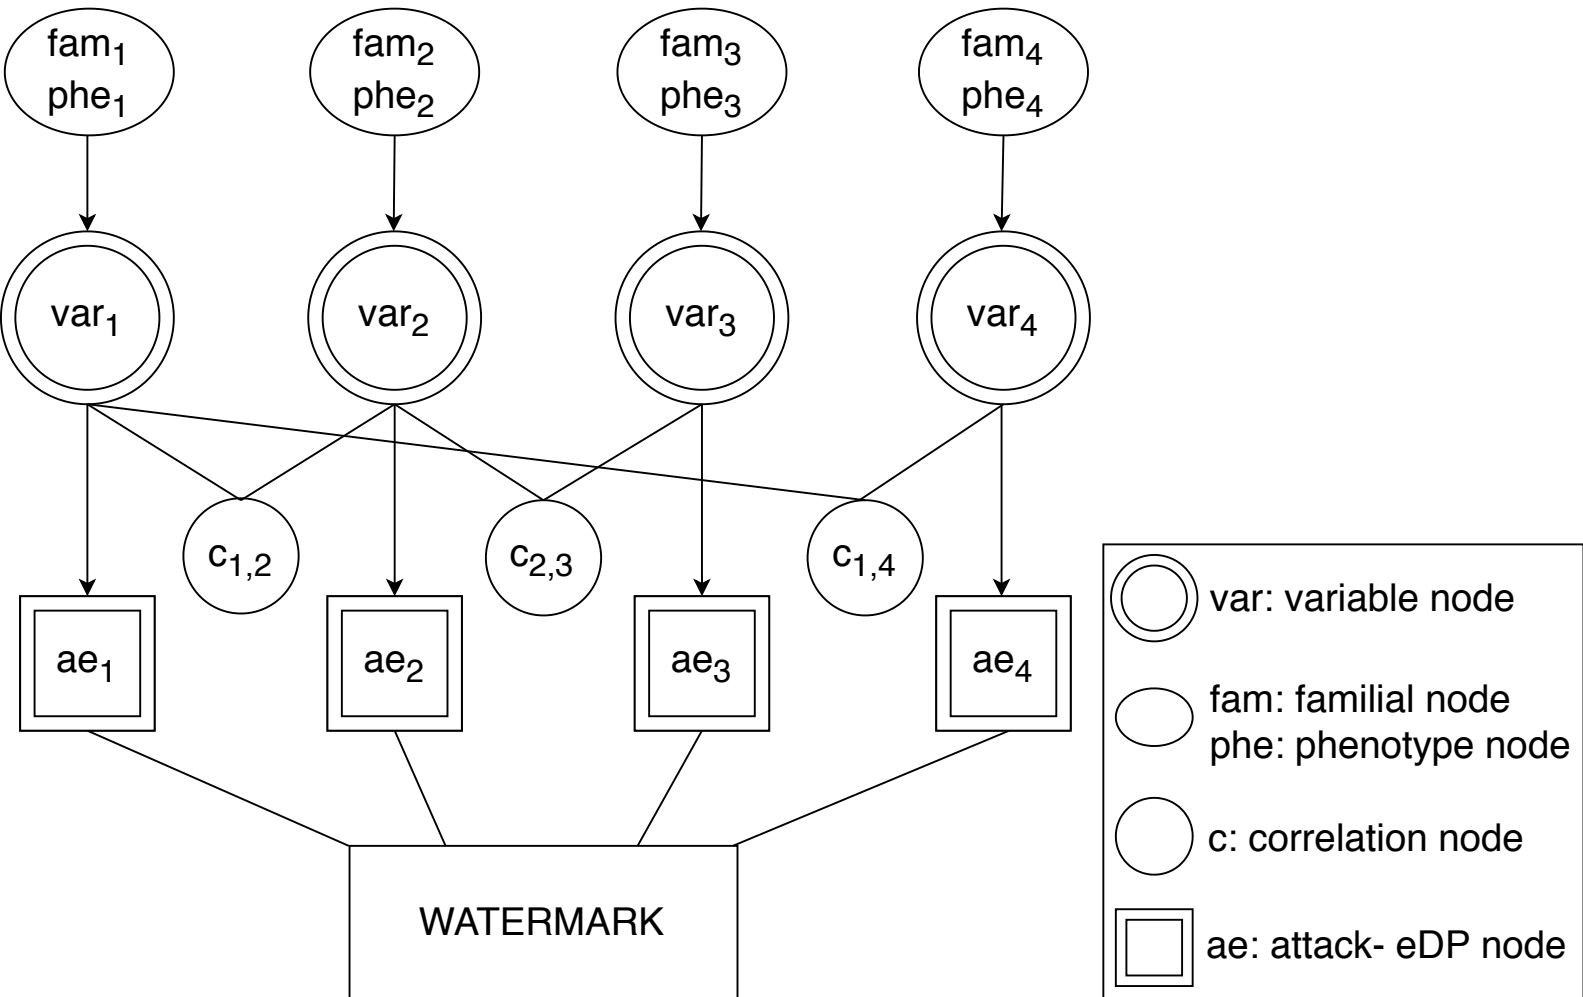 fam1 fam2 fam3 fam4
phe1 phe2 phe3 phe4
var1 var2 var3 var4
c1,2 c2,3 c1,4
ae1 ae2 ae3 ae4
WATERMARK
var: variable node
fam: familial node
phe: phenotype node
c: correlation node
ae: attack- eDP node